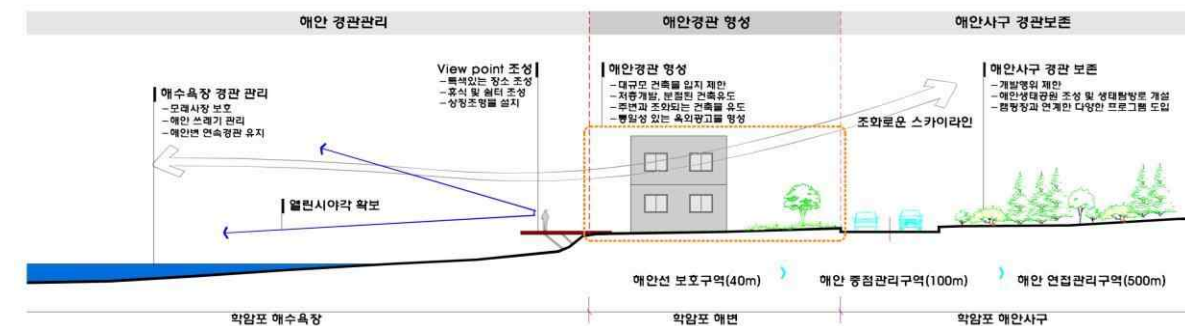 해안 경관관리
해안경관 형성
해안사구 경관보존
해수욕장 경관 관리
-모래사장 보호
-해안 쓰레기 관리
-해안변 연속경관 유지
View point 조성
-특색있는 장소 조성
-휴식 및 쉼터 조성
-상징조형물 설치
해안경관 형성
-대규모 건축물 입지 제한
-저층개발, 분절된 건축유도
-주변과 조화되는 건축물 유도
-통일성 있는 옥외광고물 형성
조화로운 스카이라인
해안사구 경관 보존
-개발행위 제한
-해안생태공원 조성 및 생태탐방로 개설
-캠핑장과 연계한 다양한 프로그램 도입
열린시야각 확보
해안선 보호구역(40m)
해안 중점관리구역(100m)
해안 연접관리구역(500m)
학암포 해수욕장
학암포 해변
학암포 해안사구